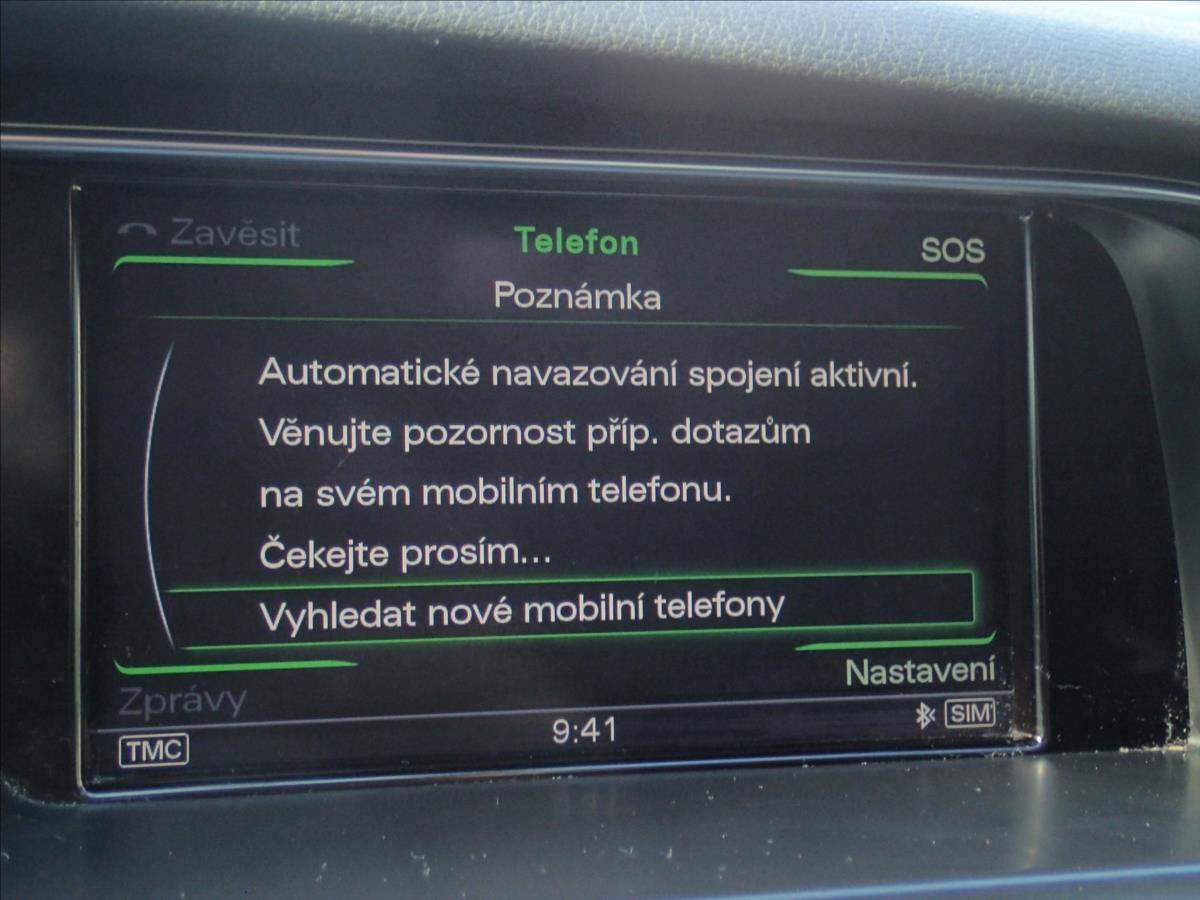 Zavěsit
Telefon
SOS
Poznámka
Automatické navazování spojení aktivní.
Věnujte pozornost příp. dotazům
na svém mobilním telefonu.
Čekejte prosím...
Vyhledat nové mobilní telefony
Nastavení
Zprávy
TMC
9:41
SIM